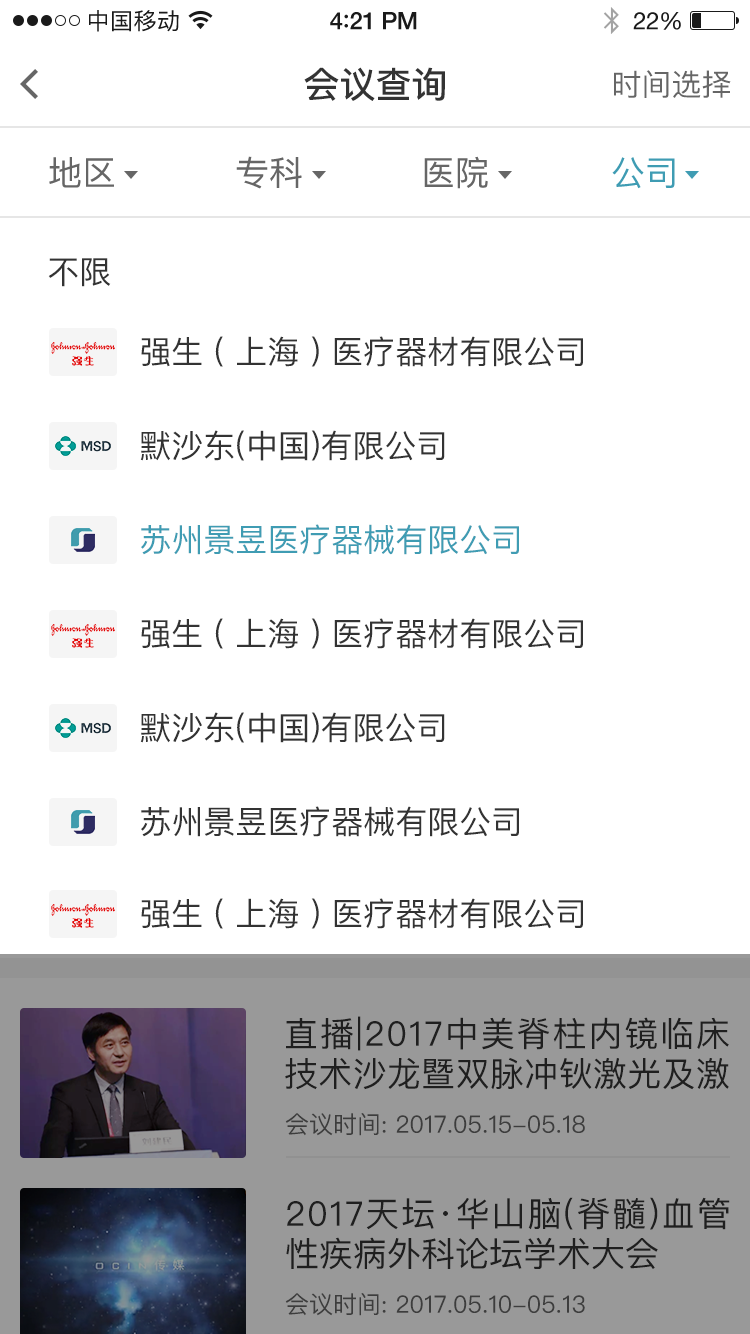 中国移动 4:21 PM 22%
会议查询 时间选择
地区 专科 医院 公司
不限
Johnson&Johnson
强生
强生（上海）医疗器材有限公司
MSD 默沙东(中国)有限公司
苏州景昱医疗器械有限公司
Johnson&Johnson
强生
强生（上海）医疗器材有限公司
MSD 默沙东(中国)有限公司
苏州景昱医疗器械有限公司
Johnson&Johnson
强生
强生（上海）医疗器材有限公司
直播|2017中美脊柱内镜临床
技术沙龙暨双脉冲钬激光及激
会议时间: 2017.05.15-05.18
2017天坛·华山脑(脊髓)血管
性疾病外科论坛学术大会
传媒
会议时间: 2017.05.10-05.13